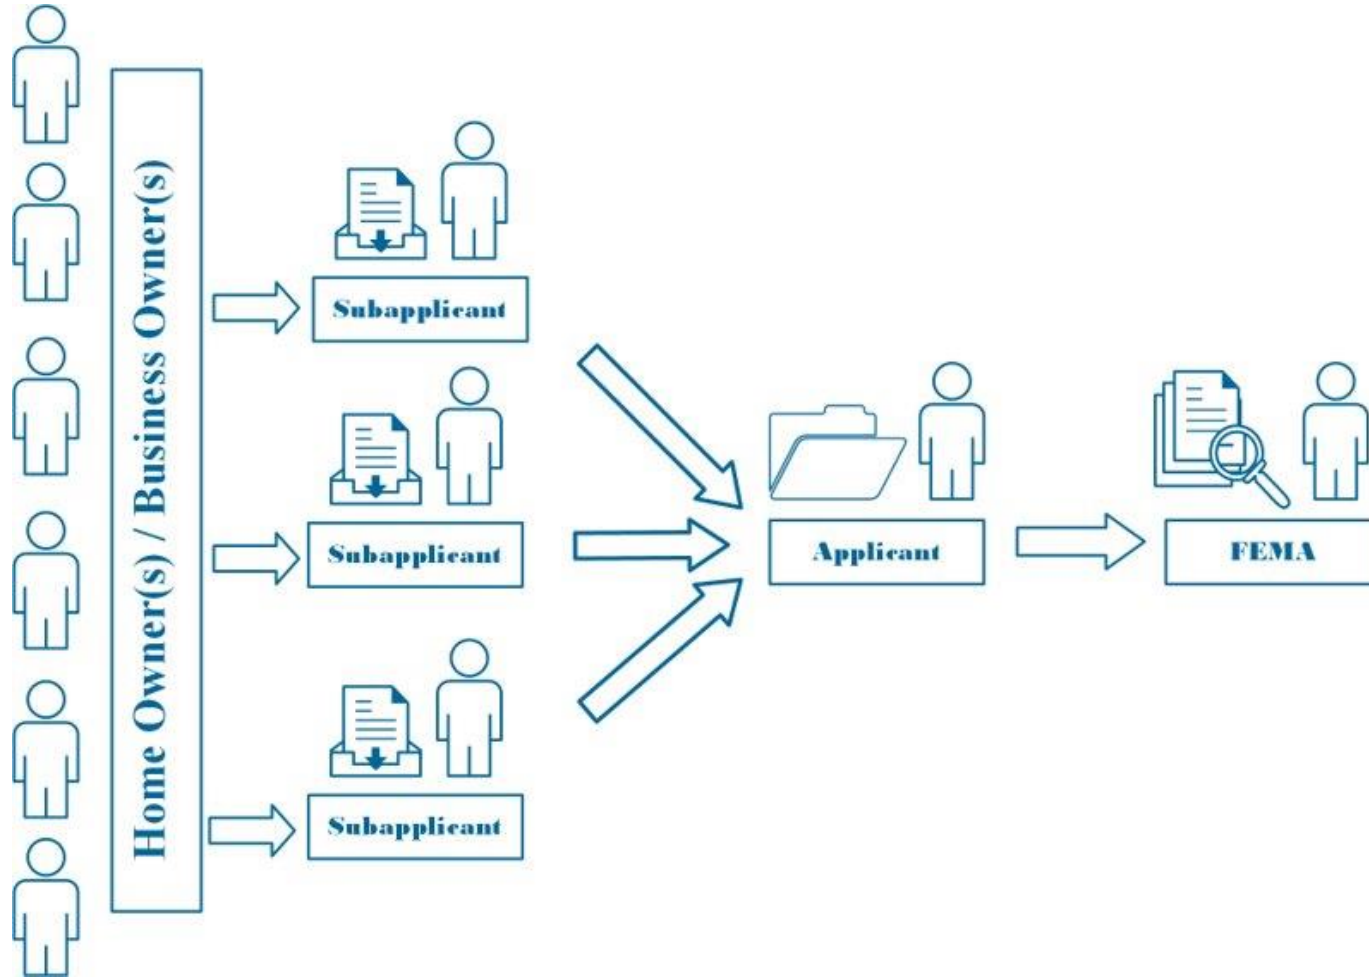 Home Owner(s) / Business Owner(s)
Subapplicant
Subapplicant
Subapplicant
Applicant
FEMA